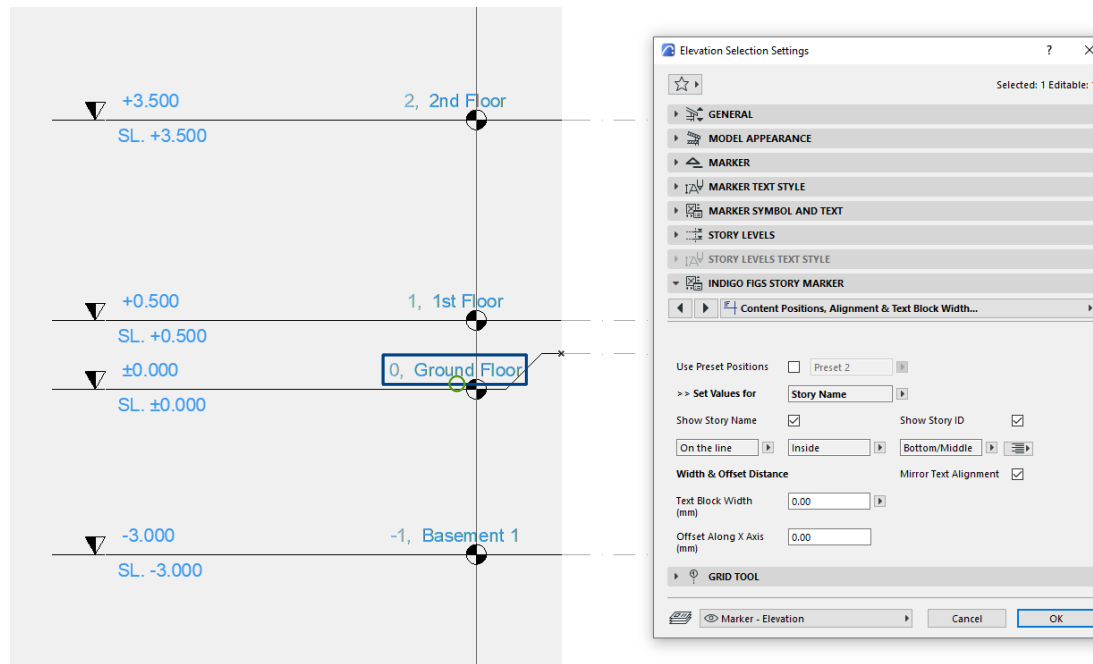 +3.500
2, 2nd Floor
SL. +3.500
+0.500
1, 1st Floor
SL. +0.500
±0.000
0, Ground Floor
SL. ±0.000
-3.000
-1, Basement 1
SL. -3.000
Elevation Selection Settings
?
Selected: 1 Editable: 1
GENERAL
MODEL APPEARANCE
MARKER
MARKER TEXT STYLE
MARKER SYMBOL AND TEXT
STORY LEVELS
STORY LEVELS TEXT STYLE
INDIGO FIGS STORY MARKER
Content Positions, Alignment & Text Block Width...
Use Preset Positions Preset 2
>> Set Values for Story Name
Show Story Name Show Story ID
On the line Inside Bottom/Middle
Width & Offset Distance Mirror Text Alignment
Text Block Width
(mm)
0.00
Offset Along X Axis
(mm)
0.00
GRID TOOL
Marker - Elevation Cancel OK